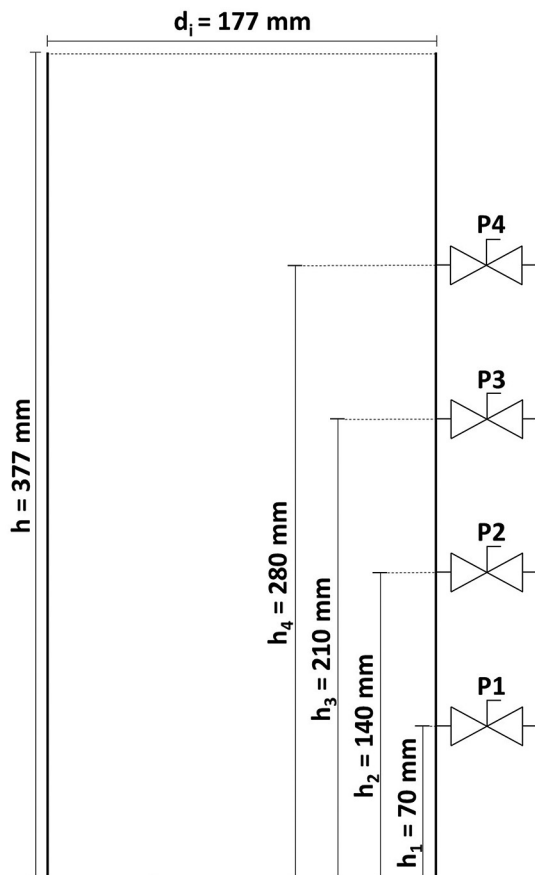 dᵢ = 177 mm
P4
P3
h = 377 mm
h₄ = 280 mm
P2
h₃ = 210 mm
h₂ = 140 mm
P1
h₁ = 70 mm